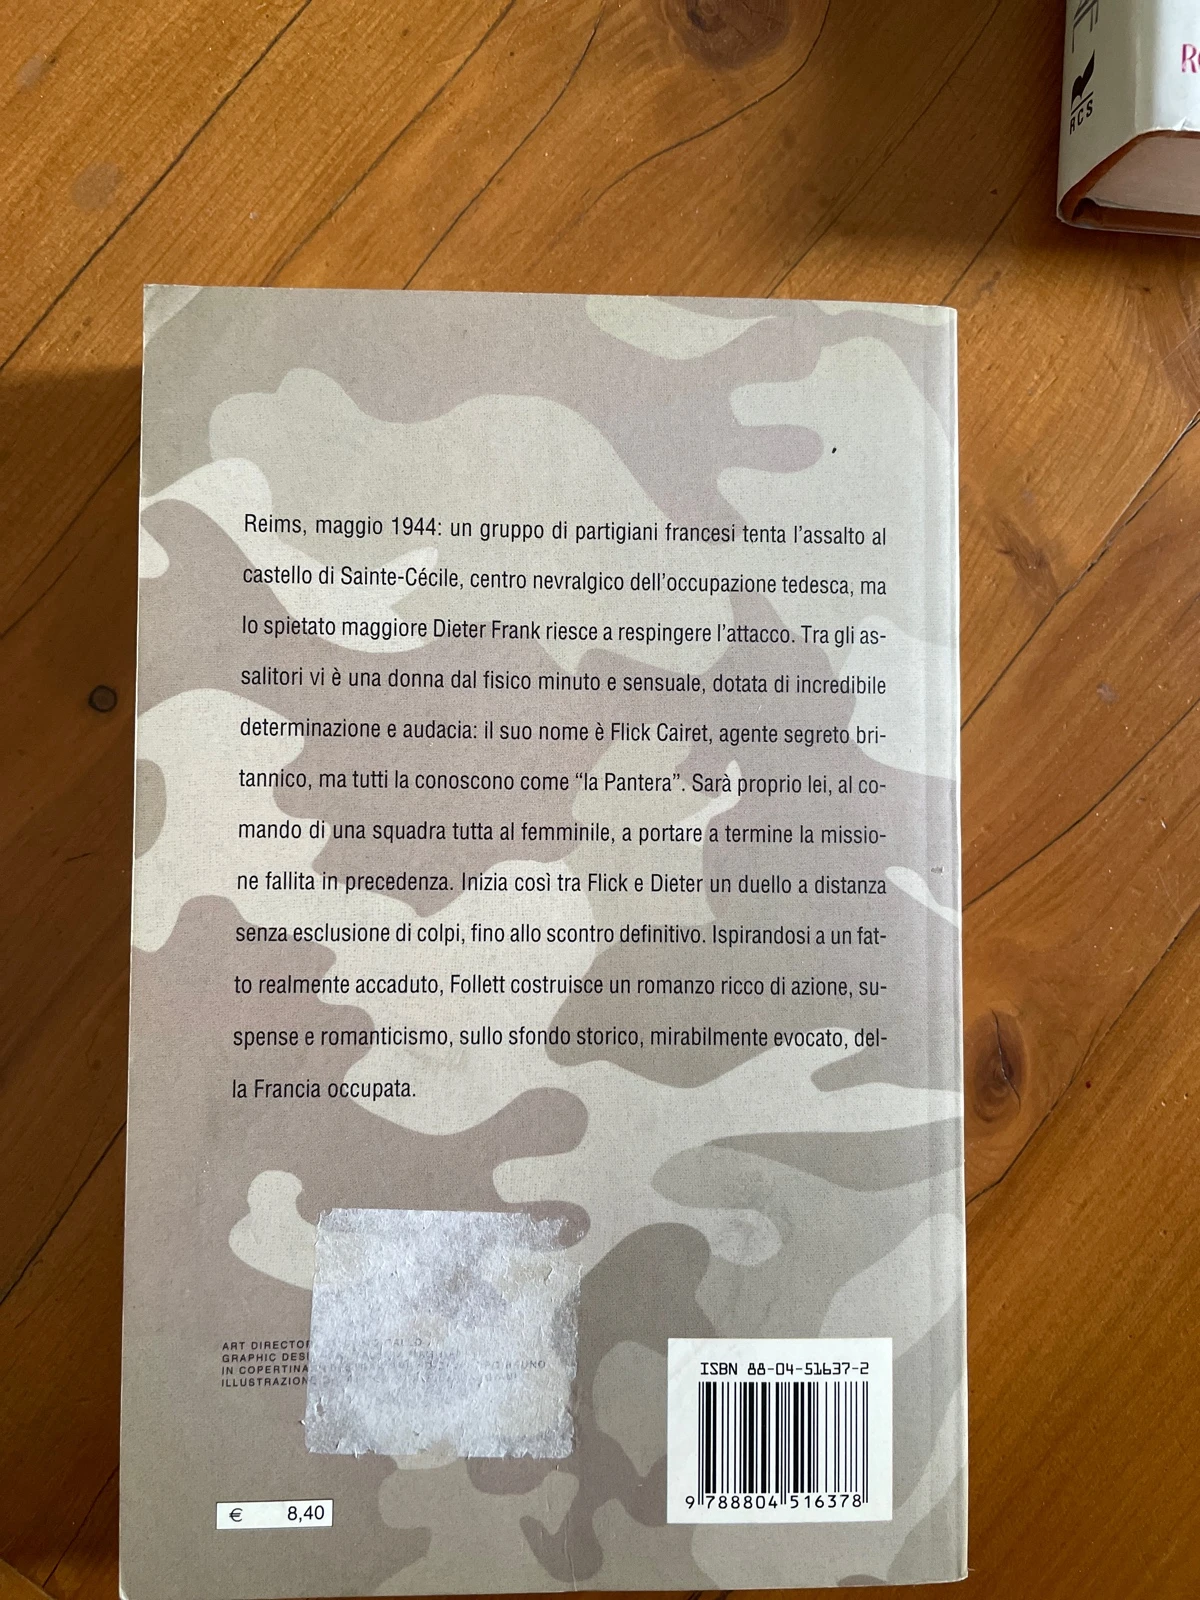 RCS
Reims, maggio 1944: un gruppo di partigiani francesi tenta l'assalto al
castello di Sainte-Cécile, centro nevralgico dell'occupazione tedesca, ma
lo spietato maggiore Dieter Frank riesce a respingere l'attacco. Tra gli as-
salitori vi è una donna dal fisico minuto e sensuale, dotata di incredibile
determinazione e audacia: il suo nome è Flick Cairet, agente segreto bri-
tannico, ma tutti la conoscono come “la Pantera”. Sarà proprio lei, al co-
mando di una squadra tutta al femminile, a portare a termine la missio-
ne fallita in precedenza. Inizia così tra Flick e Dieter un duello a distanza
senza esclusione di colpi, fino allo scontro definitivo. Ispirandosi a un fat-
to realmente accaduto, Follett costruisce un romanzo ricco di azione, su-
spense e romanticismo, sullo sfondo storico, mirabilmente evocato, del-
la Francia occupata.
ART DIRECTOR
GRAPHIC DESI
IN COPERTINA
ILLUSTRAZION
ISBN 88-04-51637-2
9 788804 516378
€ 8,40